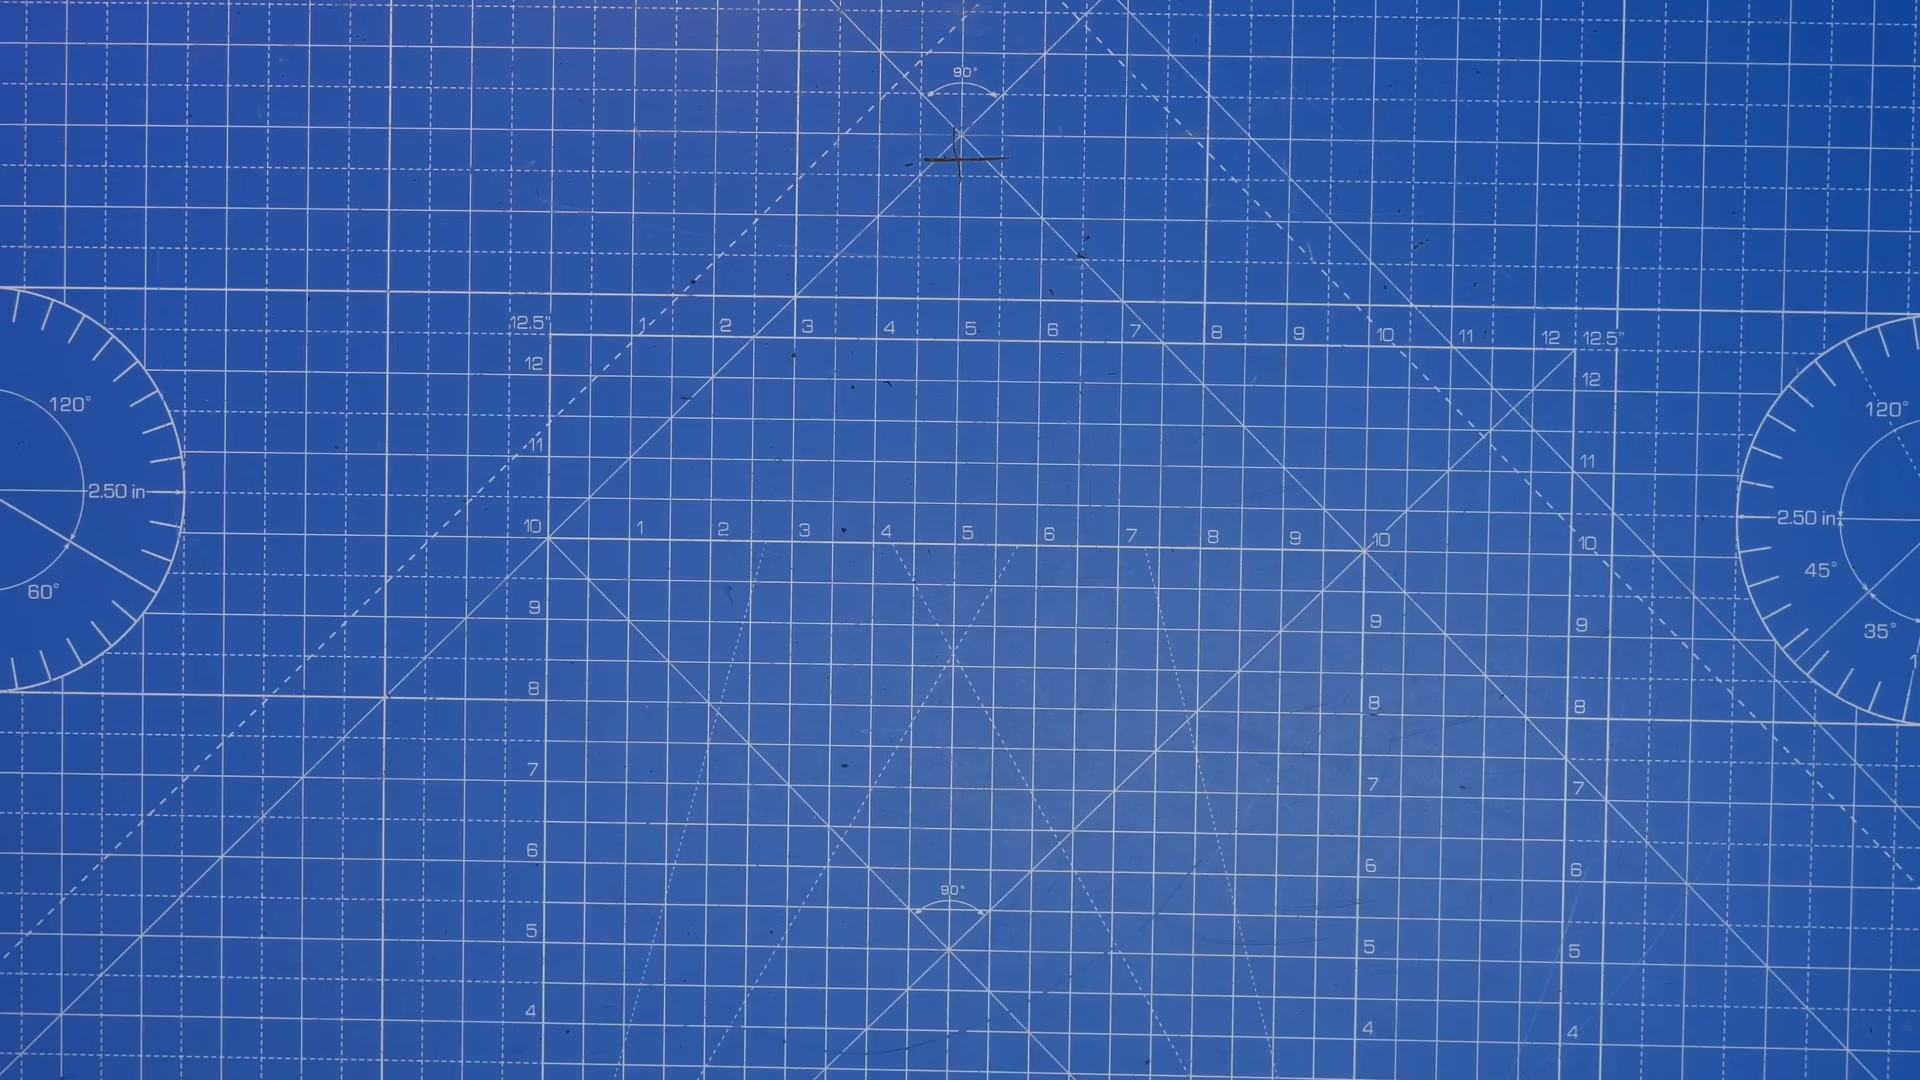 90°
12.5" 1 2 3 4 5 6 7 8 9 10 11 12 12.5"
12 12
120° 120°
11 11
2.50 in 2.50 in
10 1 2 3 4 5 6 7 8 9 10 10
60° 45°
9 9 9
35°
8 8 8
7 7 7
6 6 6
90°
5 5 5
4 4 4